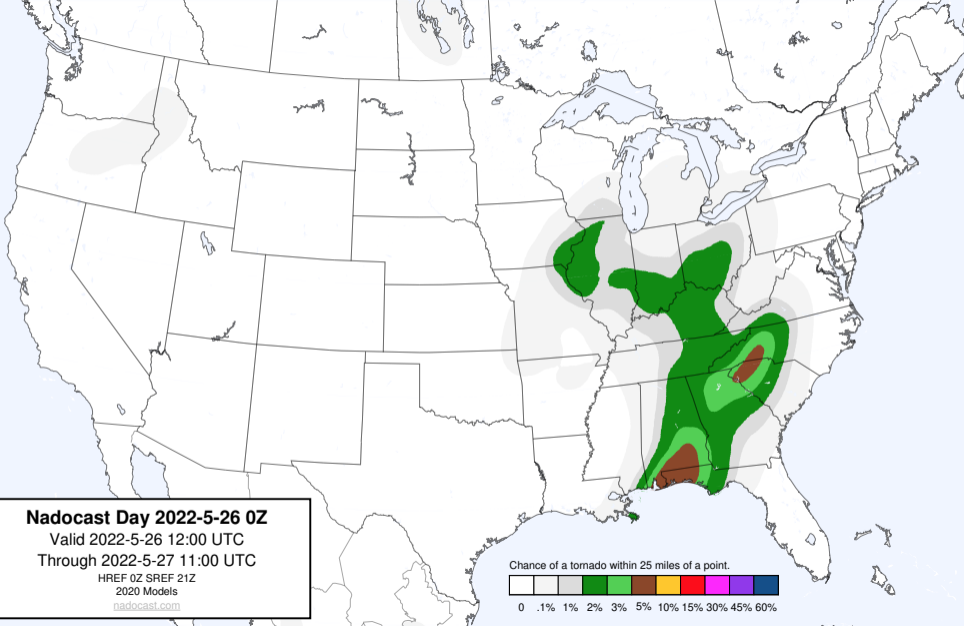 Nadocast Day 2022-5-26 0Z
Valid 2022-5-26 12:00 UTC
Through 2022-5-27 11:00 UTC
HREF 0Z SREF 21Z
2020 Models
nadocast.com
Chance of a tornado within 25 miles of a point.
0 .1% 1% 2% 3% 5% 10% 15% 30% 45% 60%